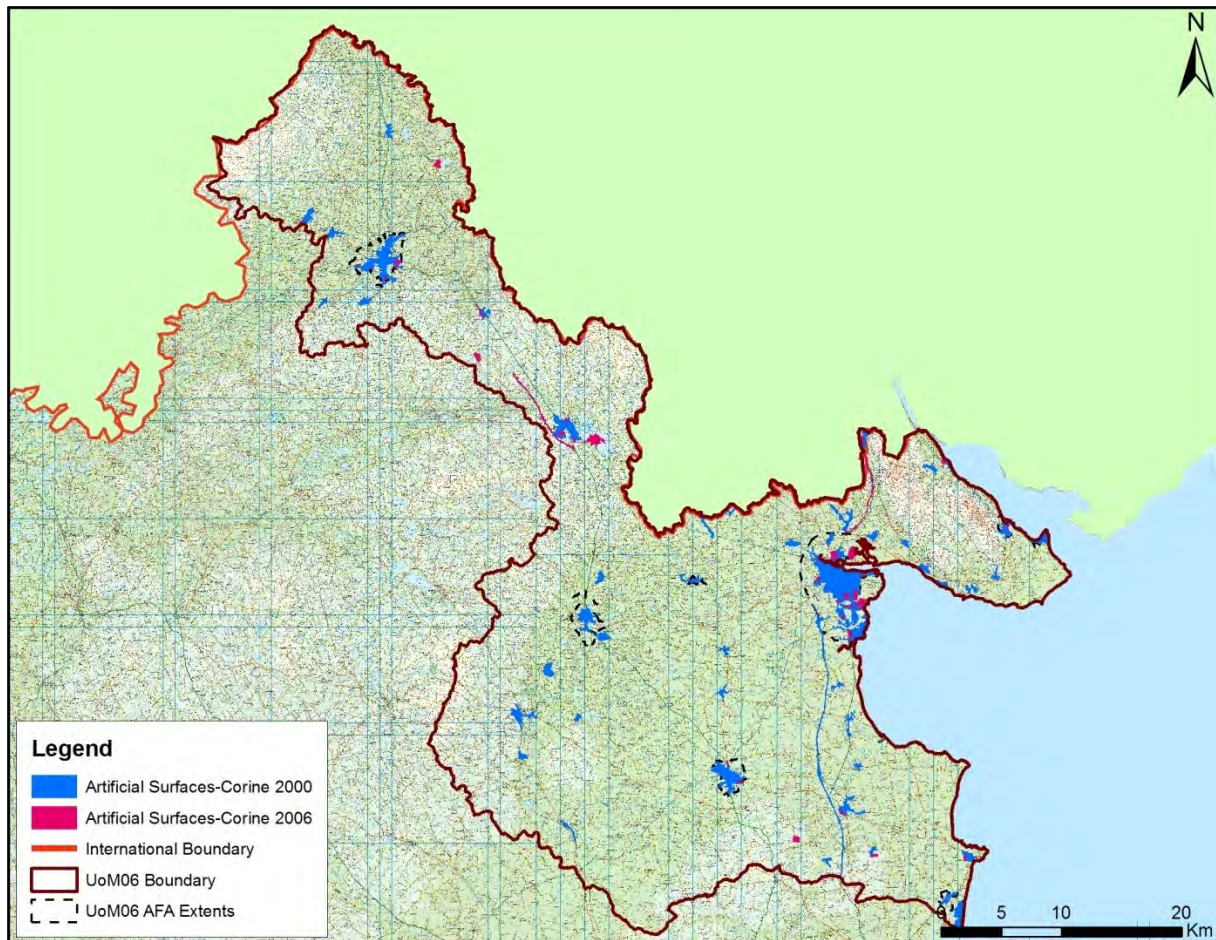 N
Legend
Artificial Surfaces-Corine 2000
Artificial Surfaces-Corine 2006
International Boundary
UoM06 Boundary
UoM06 AFA Extents
0 5 10 20
Km